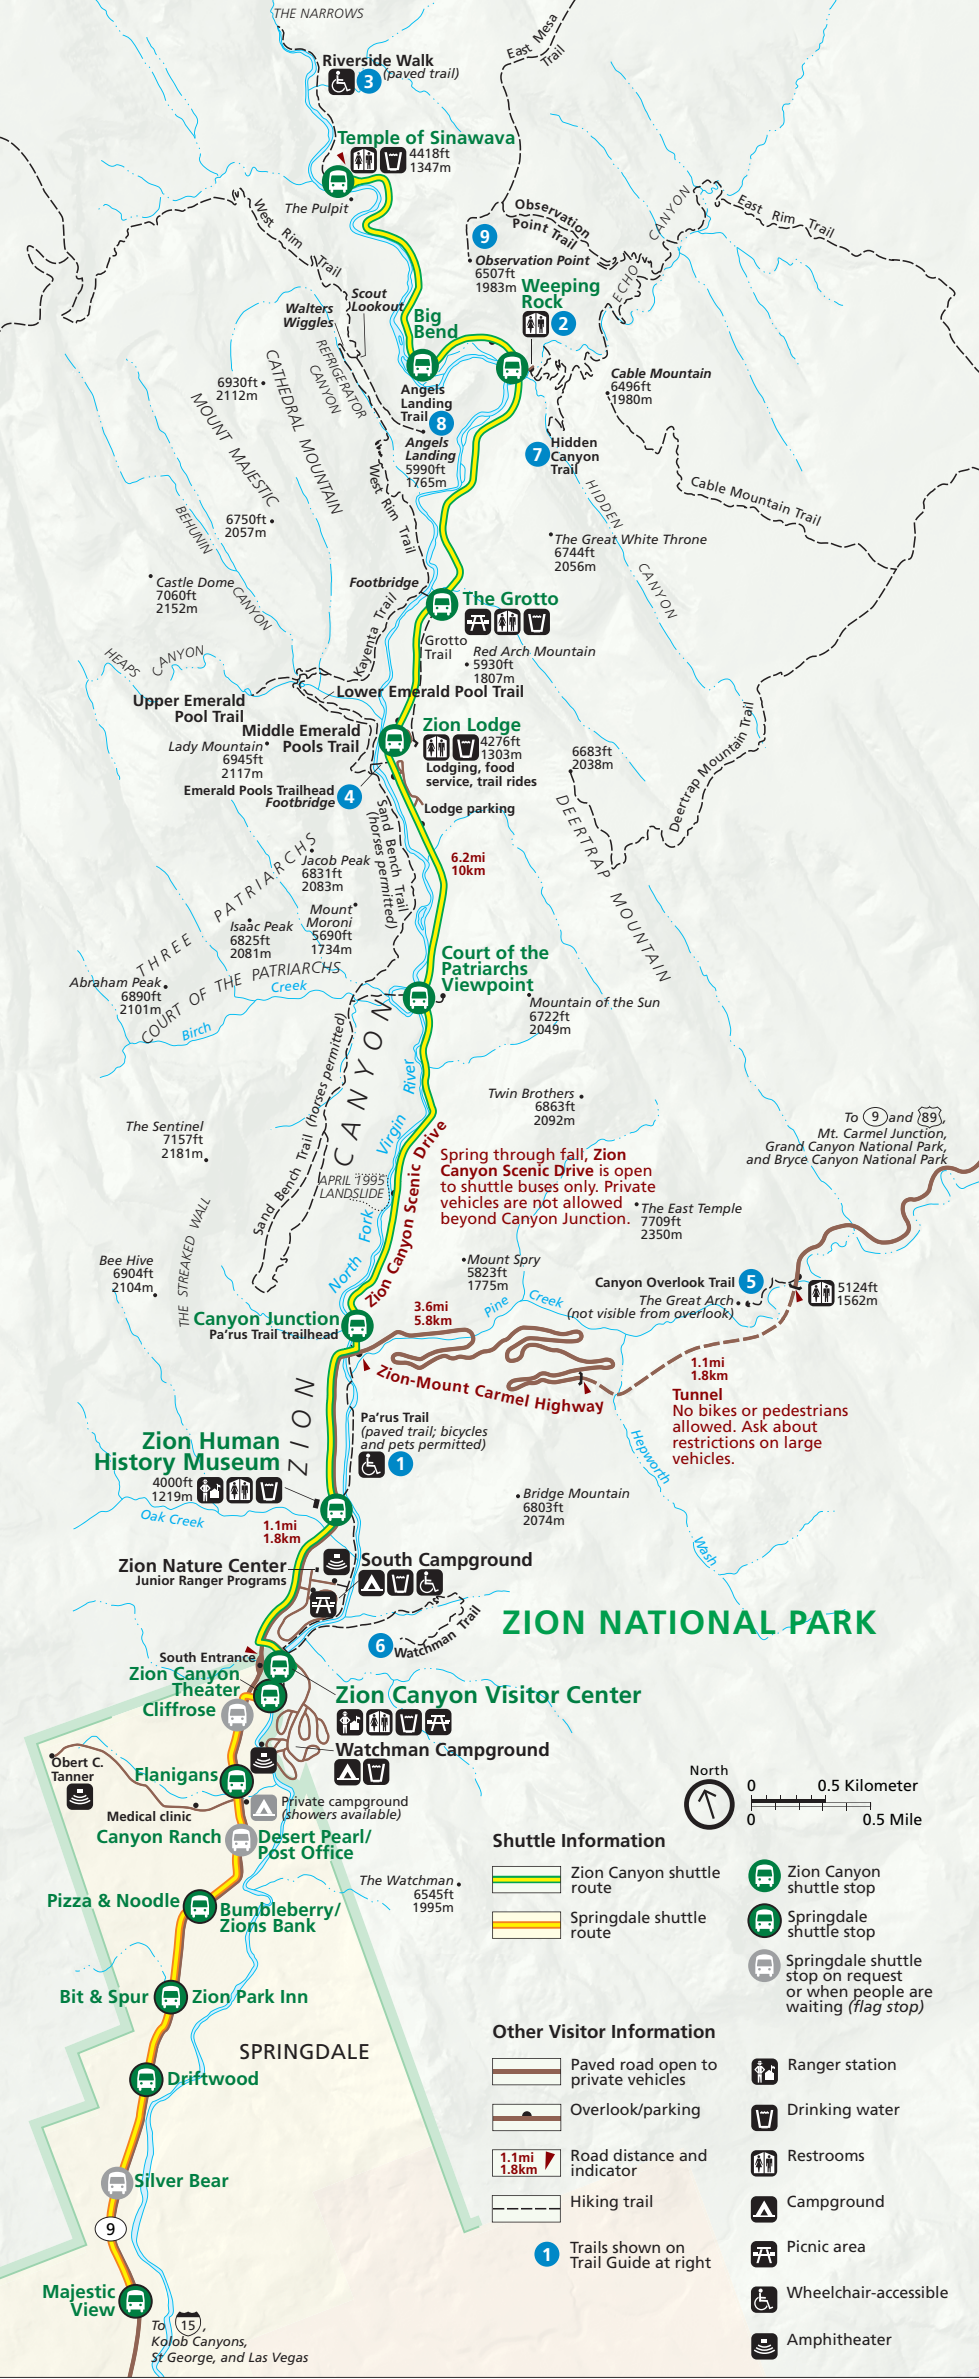 THE NARROWS
East Mesa
Trail
Riverside Walk
(paved trail)
3
Temple of Sinawava
4418ft
1347m
The Pulpit
West Rim
Trail
Observation
Point Trail
9
Observation Point
6507ft
1983m
ECHO
CANYON
East Rim Trail
Weeping
Rock
2
Scout
Lookout
Walters
Wiggles
Big
Bend
REFRIGERATOR
CANYON
CATHEDRAL MOUNTAIN
6930ft
2112m
MOUNT MAJESTIC
Angels
Landing
Trail
8
Angels
Landing
5990ft
1765m
Cable Mountain
6496ft
1980m
7
Hidden
Canyon
Trail
Cable Mountain Trail
HIDDEN
CANYON
6750ft
2057m
BEHUNIN
CANYON
West Rim Trail
The Great White Throne
6744ft
2056m
Castle Dome
7060ft
2152m
Footbridge
The Grotto
Kayenta Trail
Grotto
Trail
Red Arch Mountain
5930ft
1807m
HEAPS
CANYON
Lower Emerald Pool Trail
Upper Emerald
Pool Trail
Middle Emerald
Pools Trail
Zion Lodge
4276ft
1303m
Lodging, food
service, trail rides
Lady Mountain
6945ft
2117m
Emerald Pools Trailhead
Footbridge
4
Lodge parking
6683ft
2038m
Deertrap Mountain Trail
DEERTRAP MOUNTAIN
Sand Bench Trail
(horses permitted)
6.2mi
10km
THREE PATRIARCHS
Jacob Peak
6831ft
2083m
Mount
Moroni
5690ft
1734m
Isaac Peak
6825ft
2081m
Abraham Peak
6890ft
2101m
COURT OF THE PATRIARCHS
Birch
Creek
Court of the
Patriarchs
Viewpoint
Mountain of the Sun
6722ft
2049m
Sand Bench Trail (horses permitted)
ZION CANYON
North Fork Virgin River
Twin Brothers
6863ft
2092m
The Sentinel
7157ft
2181m
APRIL 1995
LANDSLIDE
Zion Canyon Scenic Drive
Spring through fall, Zion
Canyon Scenic Drive is open
to shuttle buses only. Private
vehicles are not allowed
beyond Canyon Junction.
To 9 and 89,
Mt. Carmel Junction,
Grand Canyon National Park,
and Bryce Canyon National Park
The East Temple
7709ft
2350m
THE STREAKED WALL
Bee Hive
6904ft
2104m
Mount Spry
5823ft
1775m
Pine
Creek
Canyon Overlook Trail
5
The Great Arch
(not visible from overlook)
5124ft
1562m
Canyon Junction
Pa'rus Trail trailhead
3.6mi
5.8km
Zion-Mount Carmel Highway
1.1mi
1.8km
Tunnel
No bikes or pedestrians
allowed. Ask about
restrictions on large
vehicles.
Pa'rus Trail
(paved trail; bicycles
and pets permitted)
1
Hepworth
Wash
Zion Human
History Museum
4000ft
1219m
Oak Creek
Bridge Mountain
6803ft
2074m
1.1mi
1.8km
Zion Nature Center
Junior Ranger Programs
South Campground
6
Watchman Trail
ZION NATIONAL PARK
South Entrance
Zion Canyon
Theater
Cliffrose
Zion Canyon Visitor Center
Watchman Campground
Obert C.
Tanner
Flanigans
Medical clinic
Private campground
(showers available)
Canyon Ranch
Desert Pearl/
Post Office
Pizza & Noodle
Bumbleberry/
Zions Bank
The Watchman
6545ft
1995m
Bit & Spur
Zion Park Inn
SPRINGDALE
Driftwood
Silver Bear
9
Majestic
View
To 15,
Kolob Canyons,
St George, and Las Vegas
North
0
0.5 Kilometer
0
0.5 Mile
Shuttle Information
Zion Canyon shuttle
route
Springdale shuttle
route
Zion Canyon
shuttle stop
Springdale
shuttle stop
Springdale shuttle
stop on request
or when people are
waiting (flag stop)
Other Visitor Information
Paved road open to
private vehicles
Overlook/parking
1.1mi
1.8km
Road distance and
indicator
Hiking trail
1
Trails shown on
Trail Guide at right
Ranger station
Drinking water
Restrooms
Campground
Picnic area
Wheelchair-accessible
Amphitheater